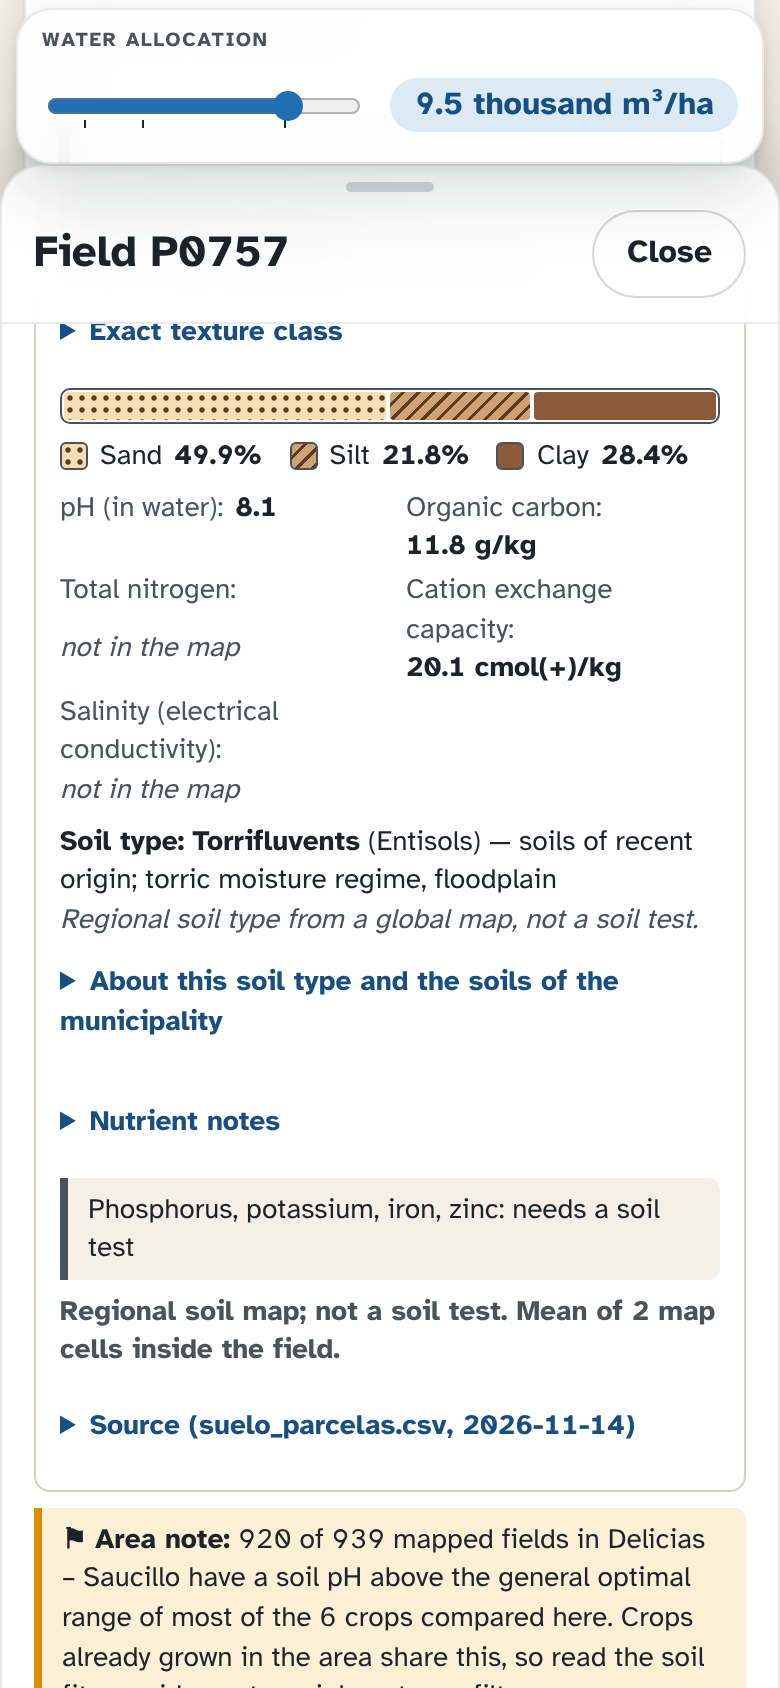 WATER ALLOCATION
9.5 thousand m³/ha
Field P0757
Close
▶ Exact texture class
Sand 49.9% Silt 21.8% Clay 28.4%
pH (in water): 8.1
Organic carbon:
11.8 g/kg
Total nitrogen:
not in the map
Cation exchange
capacity:
20.1 cmol(+)/kg
Salinity (electrical
conductivity):
not in the map
Soil type: Torrifluvents (Entisols) — soils of recent
origin; torric moisture regime, floodplain
Regional soil type from a global map, not a soil test.
▶ About this soil type and the soils of the
municipality
▶ Nutrient notes
Phosphorus, potassium, iron, zinc: needs a soil
test
Regional soil map; not a soil test. Mean of 2 map
cells inside the field.
▶ Source (suelo_parcelas.csv, 2026-11-14)
⚑ Area note: 920 of 939 mapped fields in Delicias
– Saucillo have a soil pH above the general optimal
range of most of the 6 crops compared here. Crops
already grown in the area share this, so read the soil